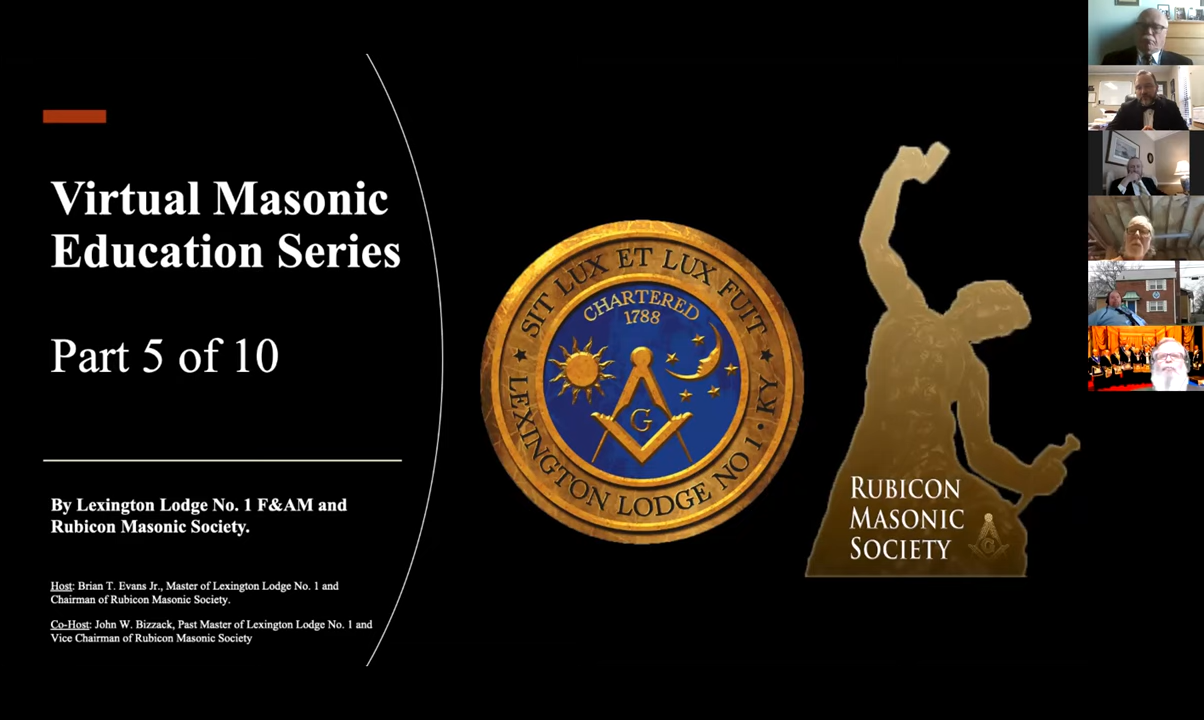 Virtual Masonic
Education Series
Part 5 of 10
By Lexington Lodge No. 1 F&AM and
Rubicon Masonic Society.
Host: Brian T. Evans Jr., Master of Lexington Lodge No. 1 and
Chairman of Rubicon Masonic Society.
Co-Host: John W. Bizzack, Past Master of Lexington Lodge No. 1 and
Vice Chairman of Rubicon Masonic Society
SIT LUX ET LUX FUIT
CHARTERED
1788
G
LEXINGTON LODGE NO 1 · KY
RUBICON
MASONIC
SOCIETY
G